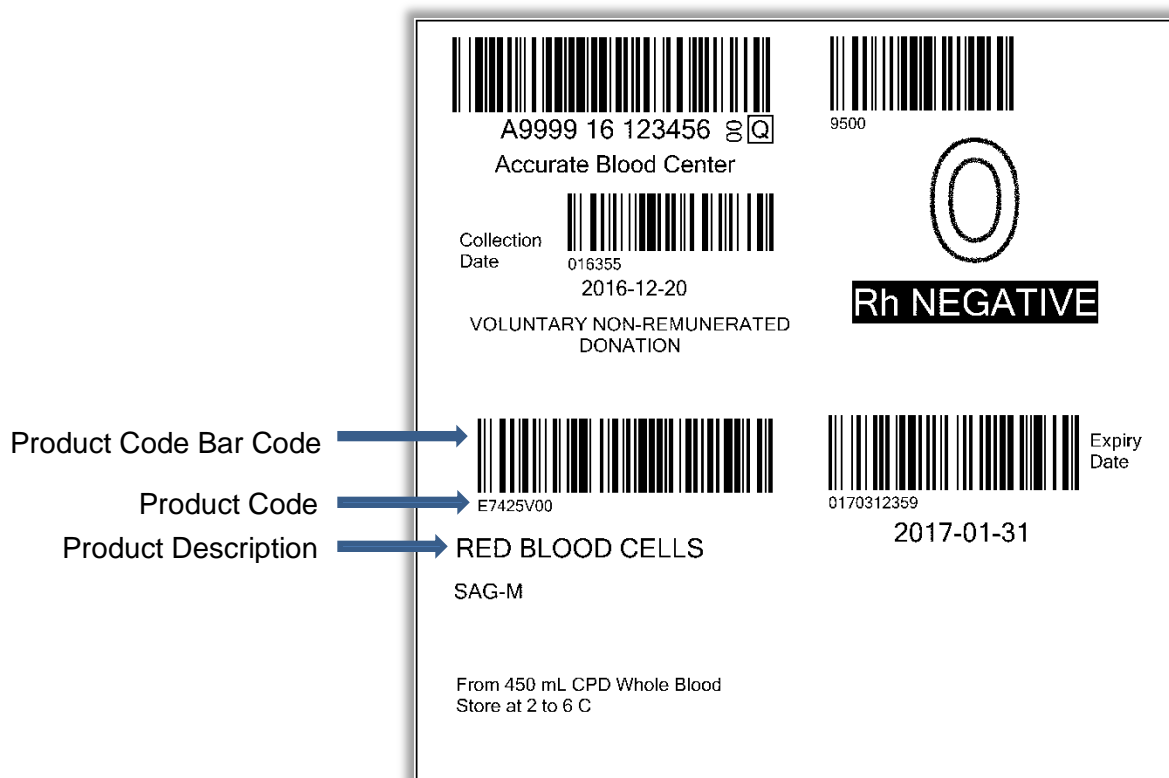 A9999 16 123456 00 Q
Accurate Blood Center
Collection
Date
016355
2016-12-20
VOLUNTARY NON-REMUNERATED
DONATION
9500
O
Rh NEGATIVE
Product Code Bar Code
Product Code
E7425V00
Product Description
RED BLOOD CELLS
SAG-M
From 450 mL CPD Whole Blood
Store at 2 to 6 C
Expiry
Date
0170312359
2017-01-31